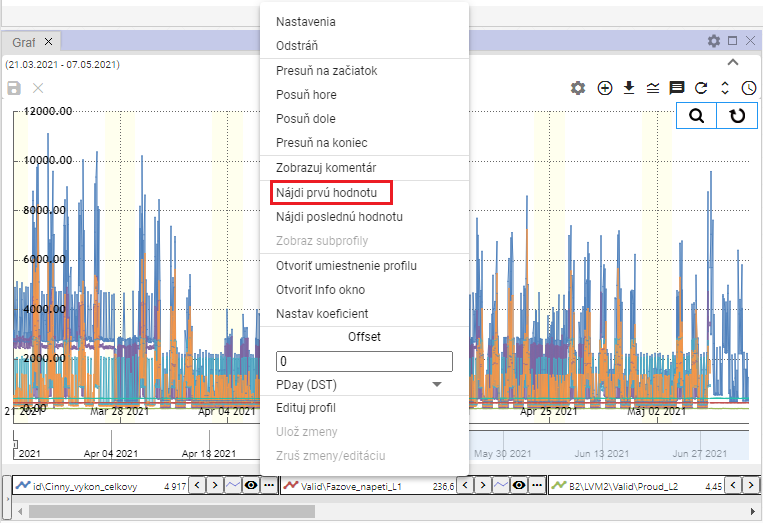 Graf
(21.03.2021 - 07.05.2021)
Nastavenia
Odstráň
Presuň na začiatok
Posuň hore
Posuň dole
Presuň na koniec
Zobrazuj komentár
Nájdi prvú hodnotu
Nájdi poslednú hodnotu
Zobraz subprofily
Otvoriť umiestnenie profilu
Otvoriť Info okno
Nastav koeficient
Offset
0
PDay (DST)
Edituj profil
Ulož zmeny
Zruš zmeny/editáciu
12000.00
10000.00
8000.00
6000.00
4000.00
2000.00
0.00
2021
Mar 28 2021
Apr 04 2021
Apr 25 2021
Máj 02 2021
2021
Apr 04 2021
Apr 18 2021
May 30 2021
Jun 13 2021
Jun 27 2021
id\Cinny_vykon_celkovy 4 917
Valid\Fazove_napeti_L1 236.6
B2\LVM2\Valid\Proud_L2 4.45